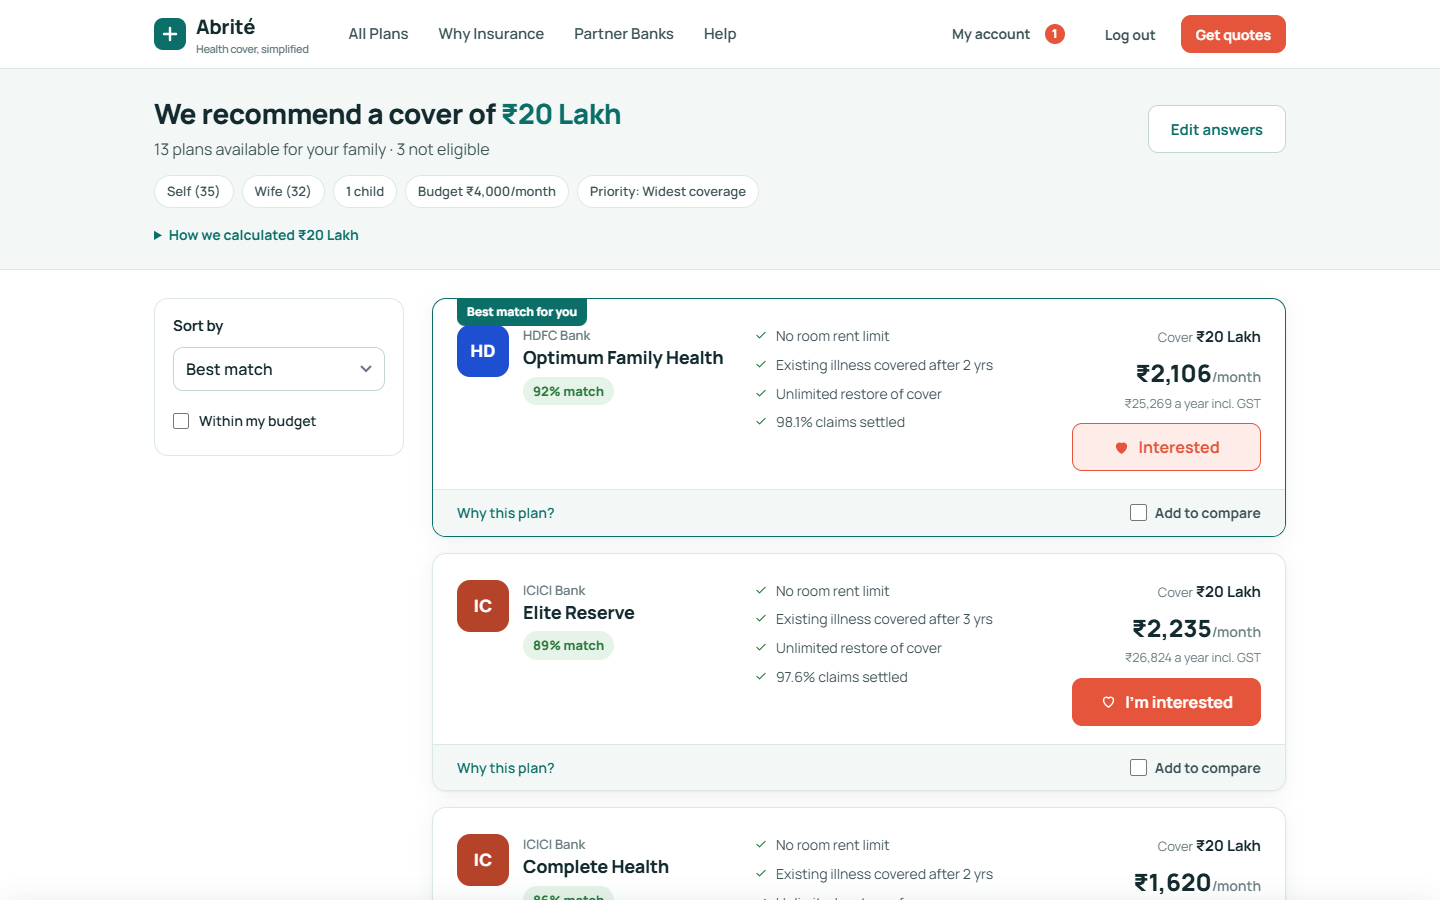 Abrité
Health cover, simplified
All Plans
Why Insurance
Partner Banks
Help
My account
1
Log out
Get quotes
We recommend a cover of ₹20 Lakh
13 plans available for your family · 3 not eligible
Edit answers
Self (35)
Wife (32)
1 child
Budget ₹4,000/month
Priority: Widest coverage
How we calculated ₹20 Lakh
Sort by
Best match
Within my budget
Best match for you
HD
HDFC Bank
Optimum Family Health
92% match
No room rent limit
Existing illness covered after 2 yrs
Unlimited restore of cover
98.1% claims settled
Cover ₹20 Lakh
₹2,106/month
₹25,269 a year incl. GST
Interested
Why this plan?
Add to compare
IC
ICICI Bank
Elite Reserve
89% match
No room rent limit
Existing illness covered after 3 yrs
Unlimited restore of cover
97.6% claims settled
Cover ₹20 Lakh
₹2,235/month
₹26,824 a year incl. GST
I'm interested
Why this plan?
Add to compare
IC
ICICI Bank
Complete Health
86% match
No room rent limit
Existing illness covered after 2 yrs
Cover ₹20 Lakh
₹1,620/month